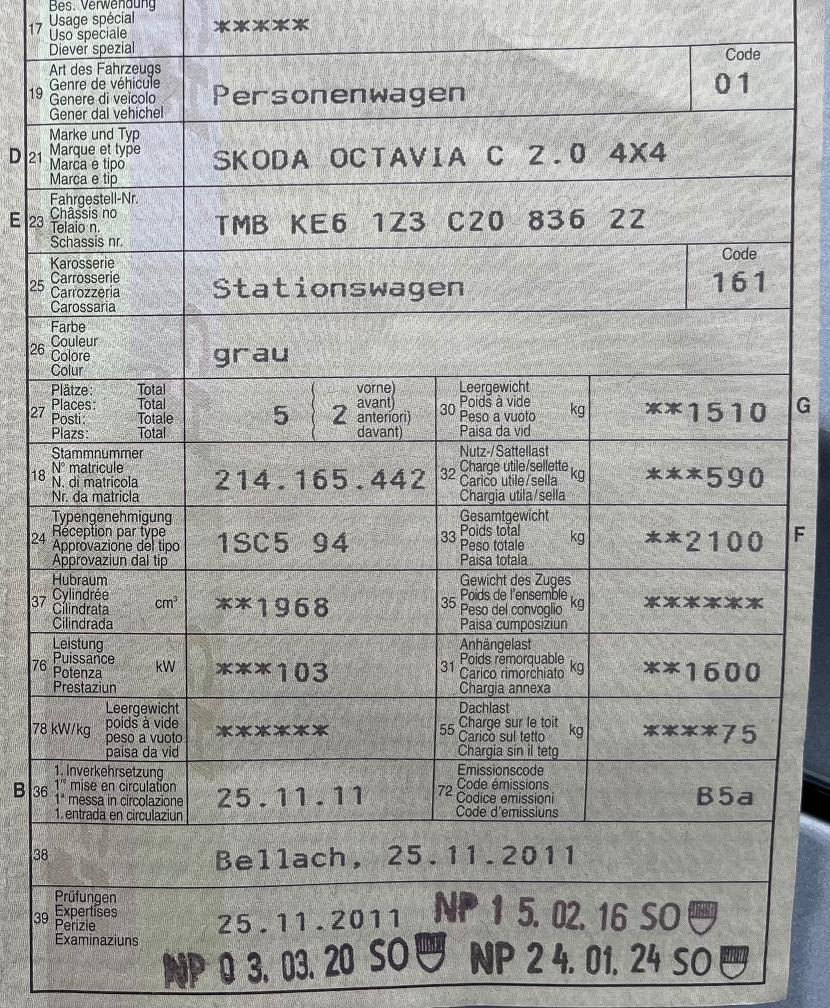 Bes. Verwendung
17 Usage spécial *****
Uso speciale
Diever spezial
Art des Fahrzeugs Code
19 Genre de véhicule Personenwagen 01
Genere di veicolo
Gener dal vehichel
Marke und Typ
D 21 Marque et type SKODA OCTAVIA C 2.0 4X4
Marca e tipo
Marca e tip
Fahrgestell-Nr.
E 23 Châssis no TMB KE6 1Z3 C20 836 22
Telaio n.
Schassis nr.
Karosserie Code
25 Carrosserie Stationswagen 161
Carrozzeria
Carossaria
Farbe
26 Couleur grau
Colore
Colur
Plätze: Total vorne) Leergewicht
27 Places: Total 5 ( 2 avant) 30 Poids à vide kg **1510 G
Posti: Totale anteriori) Peso a vuoto
Plazs: Total davant) Paisa da vid
Stammnummer Nutz-/Sattellast
18 N° matricule 214.165.442 32 Charge utile/sellette kg ***590
N. di matricola Carico utile/sella
Nr. da matricla Chargia utila/sella
Typengenehmigung Gesamtgewicht
24 Réception par type 1SC5 94 33 Poids total kg **2100 F
Approvazione del tipo Peso totale
Approvaziun dal tip Paisa totala
Hubraum Gewicht des Zuges
37 Cylindrée cm³ **1968 35 Poids de l'ensemble kg ******
Cilindrata Peso del convoglio
Cilindrada Paisa cumposiziun
Leistung Anhängelast
76 Puissance kW ***103 31 Poids remorquable kg **1600
Potenza Carico rimorchiato
Prestaziun Chargia annexa
Leergewicht Dachlast
78 kW/kg poids à vide ****** 55 Charge sur le toit kg ****75
peso a vuoto Carico sul tetto
paisa da vid Chargia sin il tetg
1. Inverkehrsetzung Emissionscode
B 36 1re mise en circulation 25.11.11 72 Code émissions B5a
1a messa in circolazione Codice emissioni
1. entrada en circulaziun Code d'emissiuns
38 Bellach, 25.11.2011
Prüfungen
39 Expertises 25.11.2011 NP 1 5. 02. 16 SO
Perizie
Examinaziuns NP 0 3. 03. 20 SO NP 2 4. 01. 24 SO